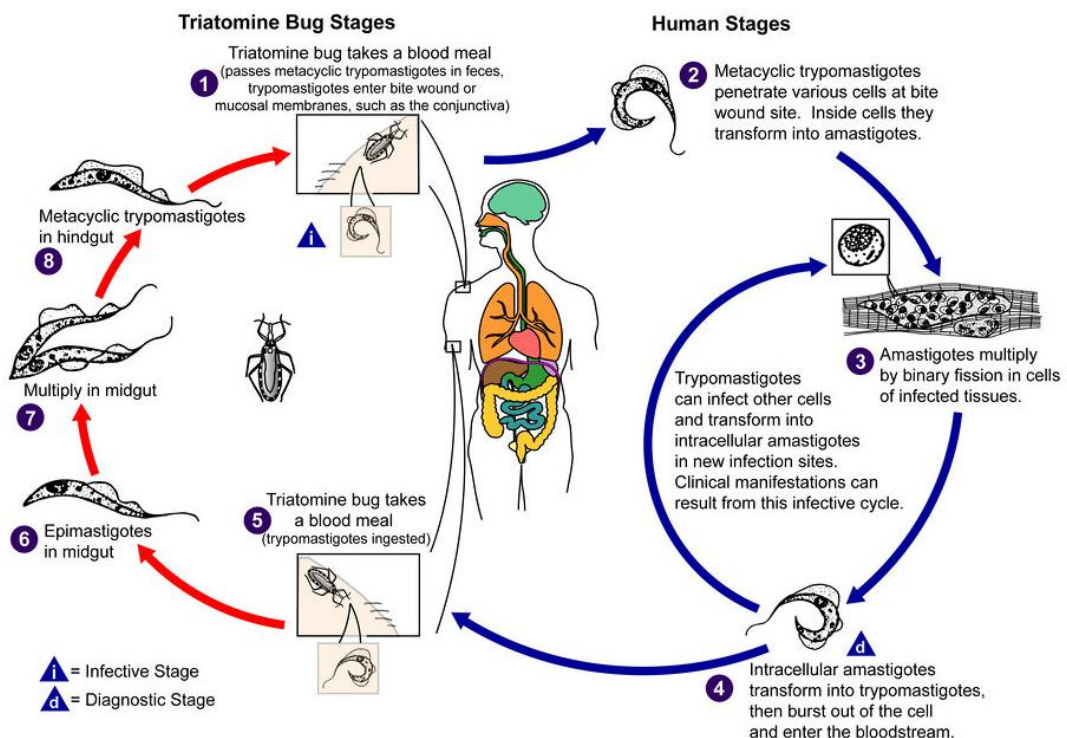 Triatomine Bug Stages
Human Stages
1
Triatomine bug takes a blood meal
(passes metacyclic trypomastigotes in feces,
trypomastigotes enter bite wound or
mucosal membranes, such as the conjunctiva)
i
2
Metacyclic trypomastigotes
penetrate various cells at bite
wound site. Inside cells they
transform into amastigotes.
3
Amastigotes multiply
by binary fission in cells
of infected tissues.
Trypomastigotes
can infect other cells
and transform into
intracellular amastigotes
in new infection sites.
Clinical manifestations can
result from this infective cycle.
d
4
Intracellular amastigotes
transform into trypomastigotes,
then burst out of the cell
and enter the bloodstream.
5
Triatomine bug takes
a blood meal
(trypomastigotes ingested)
6
Epimastigotes
in midgut
Multiply in midgut
7
Metacyclic trypomastigotes
in hindgut
8
i = Infective Stage
d = Diagnostic Stage